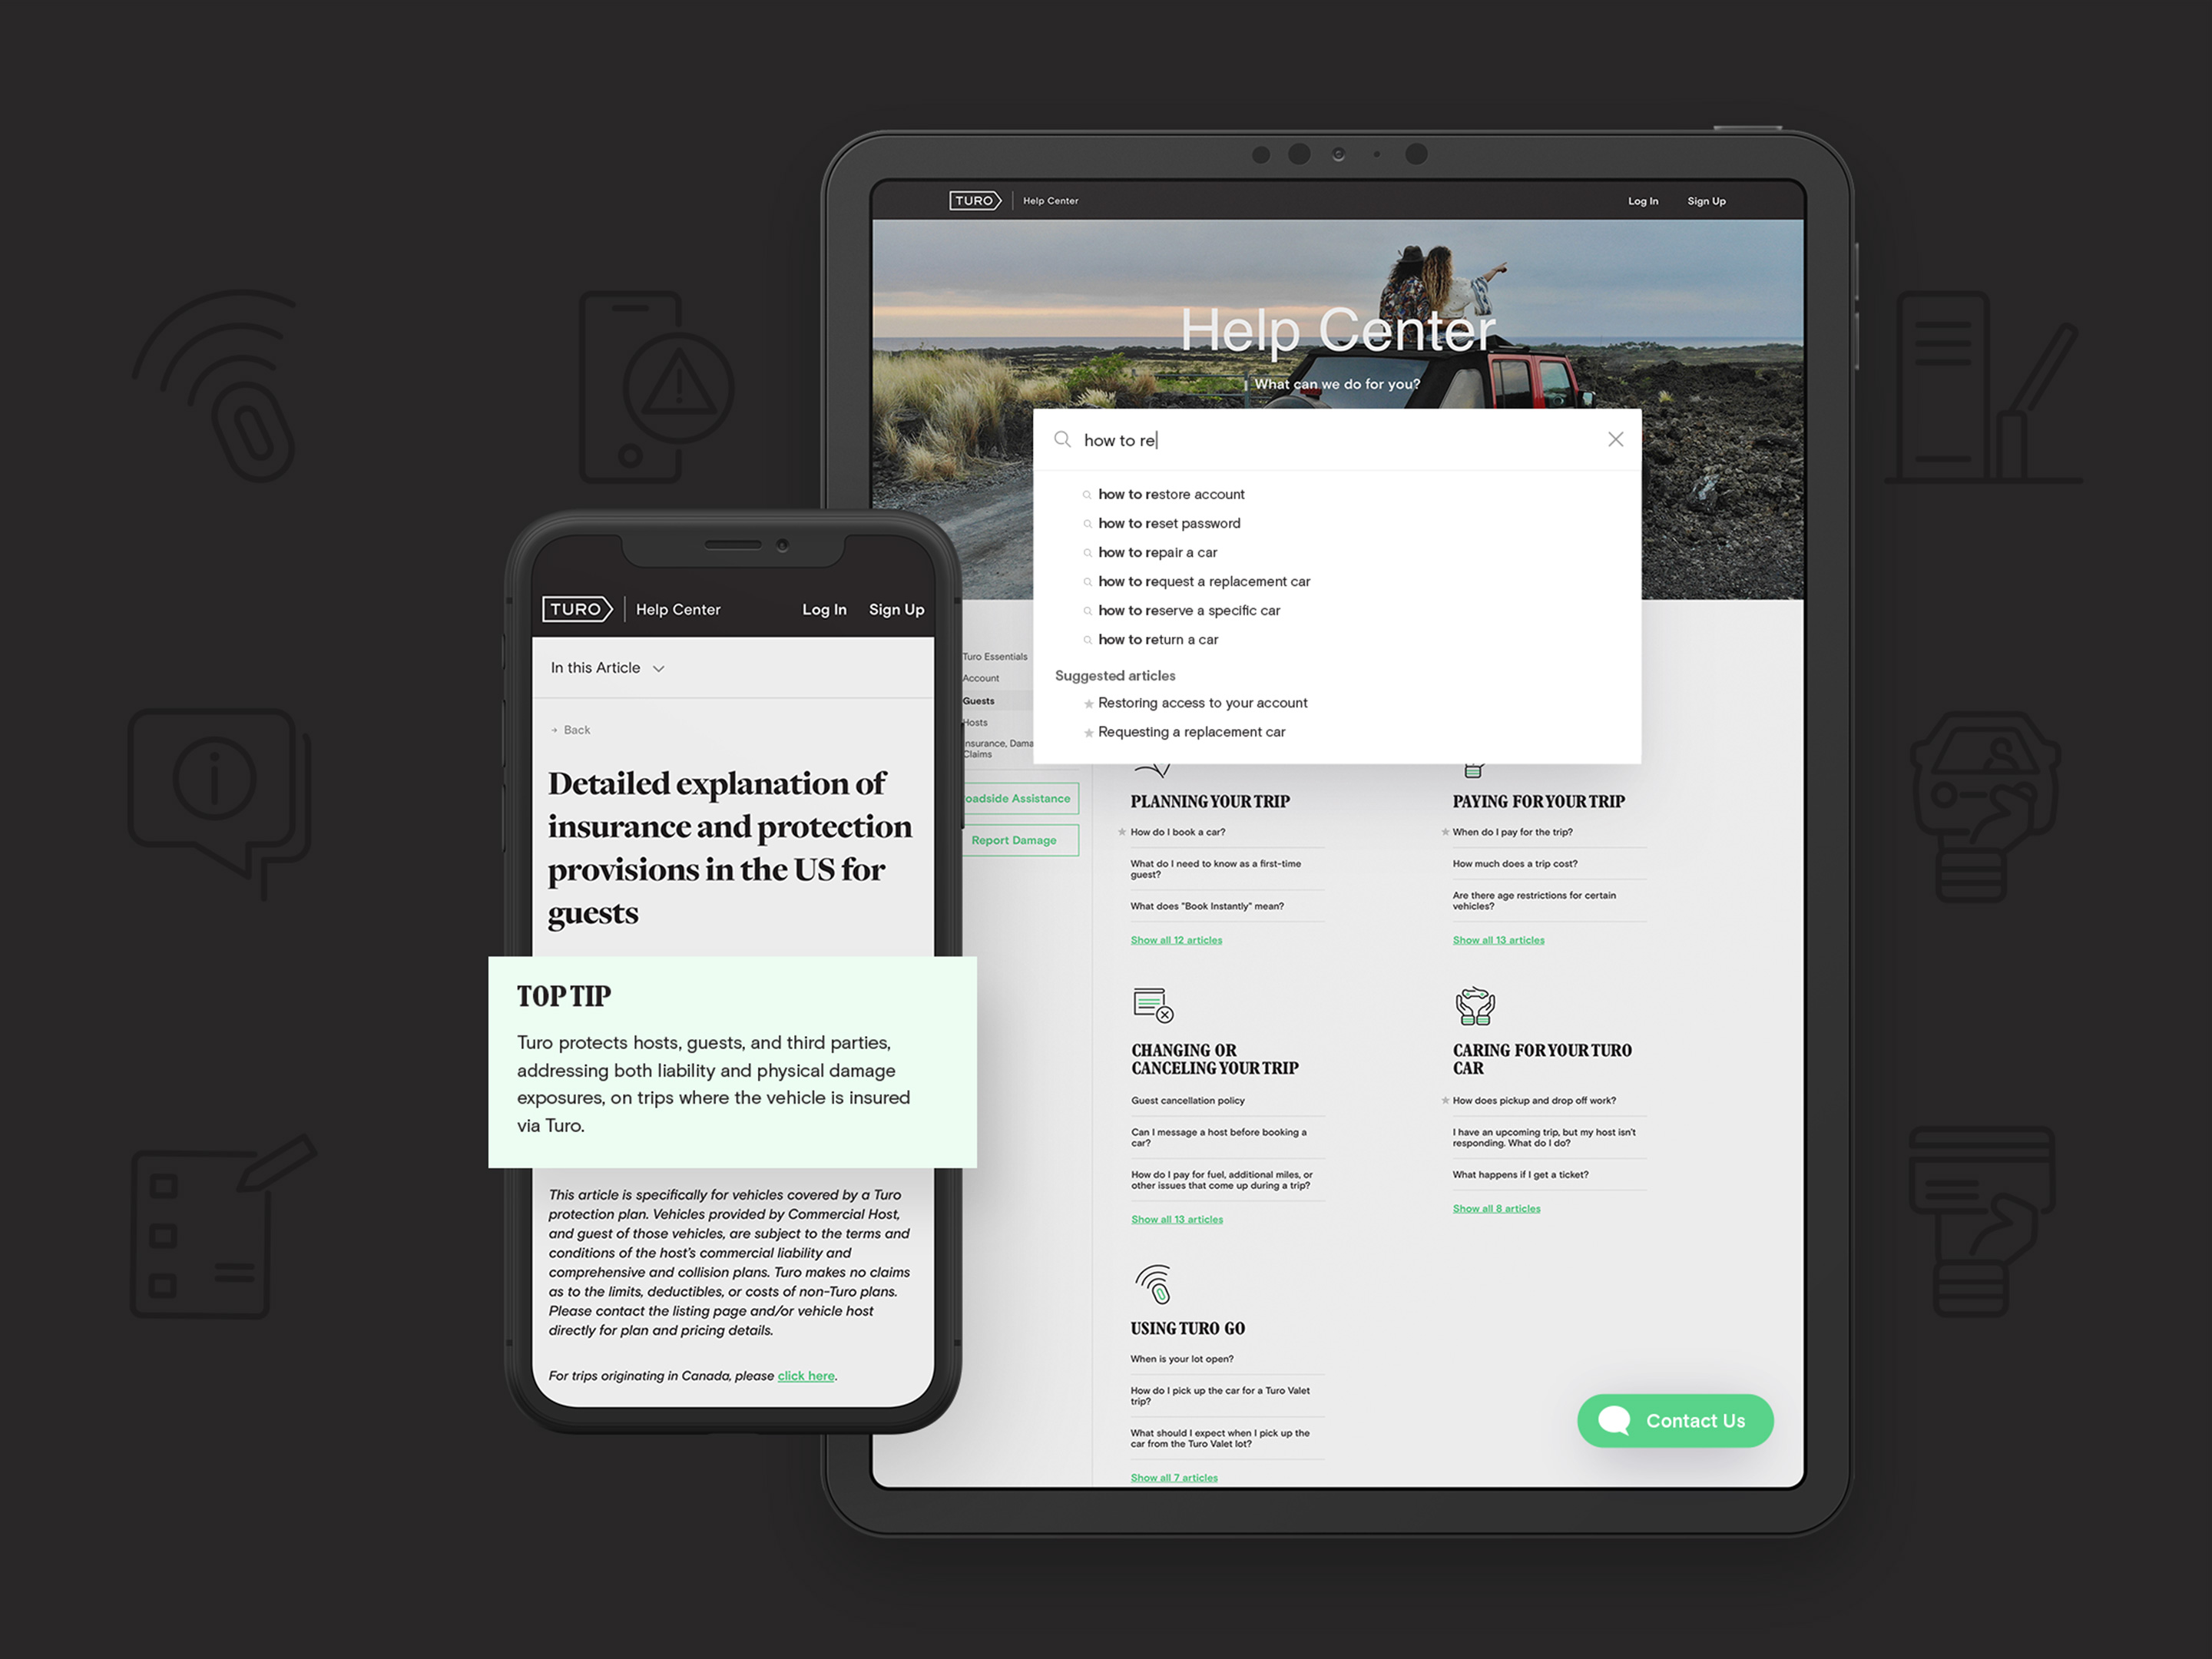 TURO
Help Center
Log In
Sign Up
Help Center
What can we do for you?
how to re
how to restore account
how to reset password
how to repair a car
how to request a replacement car
how to reserve a specific car
how to return a car
Suggested articles
Restoring access to your account
Requesting a replacement car
Turo Essentials
Account
Guests
Hosts
nsurance, Dama
Claims
oadside Assistance
Report Damage
PLANNING YOUR TRIP
How do I book a car?
What do I need to know as a first-time
guest?
What does "Book Instantly" mean?
Show all 12 articles
PAYING FOR YOUR TRIP
When do I pay for the trip?
How much does a trip cost?
Are there age restrictions for certain
vehicles?
Show all 13 articles
CHANGING OR
CANCELING YOUR TRIP
Guest cancellation policy
Can I message a host before booking a
car?
How do I pay for fuel, additional miles, or
other issues that come up during a trip?
Show all 13 articles
CARING FOR YOUR TURO
CAR
How does pickup and drop off work?
I have an upcoming trip, but my host isn't
responding. What do I do?
What happens if I get a ticket?
Show all 8 articles
USING TURO GO
When is your lot open?
How do I pick up the car for a Turo Valet
trip?
What should I expect when I pick up the
car from the Turo Valet lot?
Show all 7 articles
Contact Us
TURO
Help Center
Log In
Sign Up
In this Article
Back
Detailed explanation of
insurance and protection
provisions in the US for
guests
TOP TIP
Turo protects hosts, guests, and third parties,
addressing both liability and physical damage
exposures, on trips where the vehicle is insured
via Turo.
This article is specifically for vehicles covered by a Turo
protection plan. Vehicles provided by Commercial Host,
and guest of those vehicles, are subject to the terms and
conditions of the host's commercial liability and
comprehensive and collision plans. Turo makes no claims
as to the limits, deductibles, or costs of non-Turo plans.
Please contact the listing page and/or vehicle host
directly for plan and pricing details.
For trips originating in Canada, please click here.